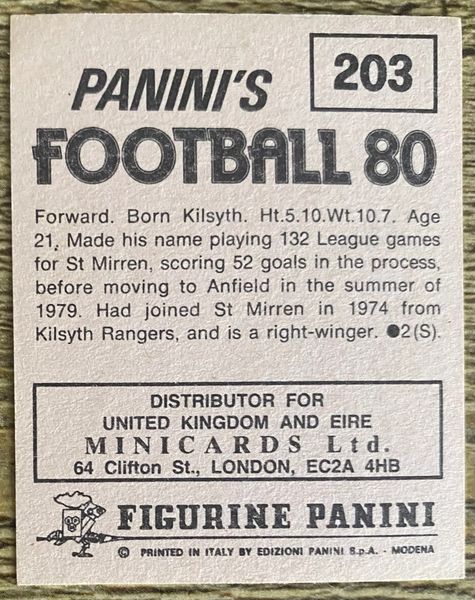 203
PANINI'S
FOOTBALL 80
Forward. Born Kilsyth. Ht.5.10.Wt.10.7. Age
21. Made his name playing 132 League games
for St Mirren, scoring 52 goals in the process,
before moving to Anfield in the summer of
1979. Had joined St Mirren in 1974 from
Kilsyth Rangers, and is a right-winger. ●2(S).
DISTRIBUTOR FOR
UNITED KINGDOM AND EIRE
MINICARDS Ltd.
64 Clifton St., LONDON, EC2A 4HB
FIGURINE PANINI
© PRINTED IN ITALY BY EDIZIONI PANINI S.p.A. - MODENA